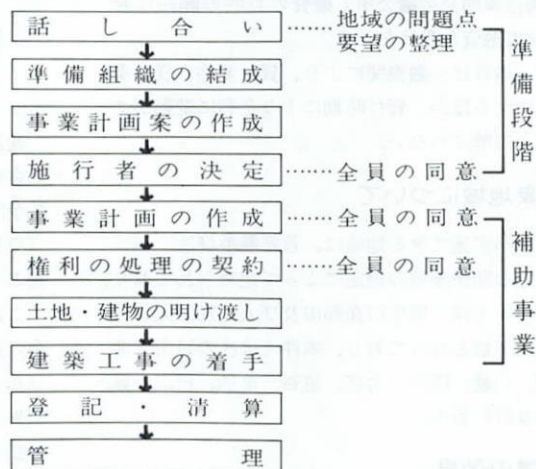 話し合い……地域の問題点
要望の整理
準備組織の結成
事業計画案の作成
施行者の決定……全員の同意
準備段階
事業計画の作成……全員の同意
権利の処理の契約……全員の同意
土地・建物の明け渡し
建築工事の着手
補助事業
登記・清算
管理